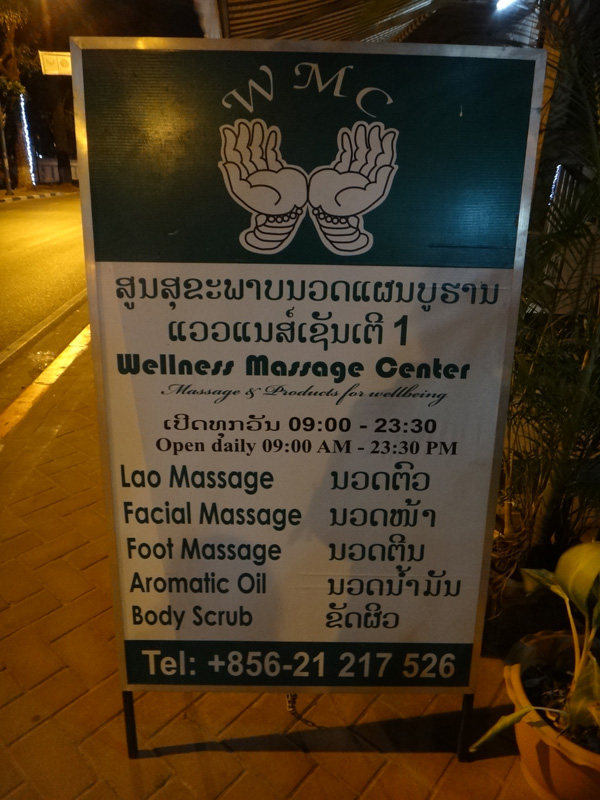 WMC
ສູນສຸຂະພາບນວດແຜນບູຮານ
ແວວແນສ໌ເຊັນເຕີ 1
Wellness Massage Center
Massage & Products for wellbeing
ເປີດທຸກວັນ 09:00 - 23:30
Open daily 09:00 AM - 23:30 PM
Lao Massage ນວດຕົວ
Facial Massage ນວດໜ້າ
Foot Massage ນວດຕີນ
Aromatic Oil ນວດນ້ຳມັນ
Body Scrub ຂັດຜິວ
Tel: +856-21 217 526